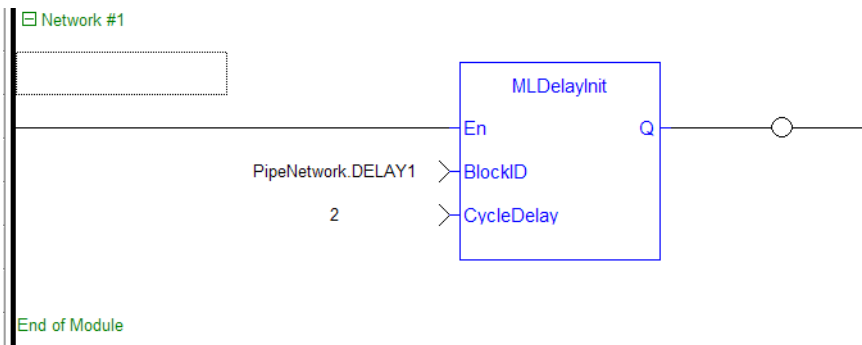 Network #1
MLDelayInit
En Q
PipeNetwork.DELAY1 BlockID
2 CycleDelay
End of Module